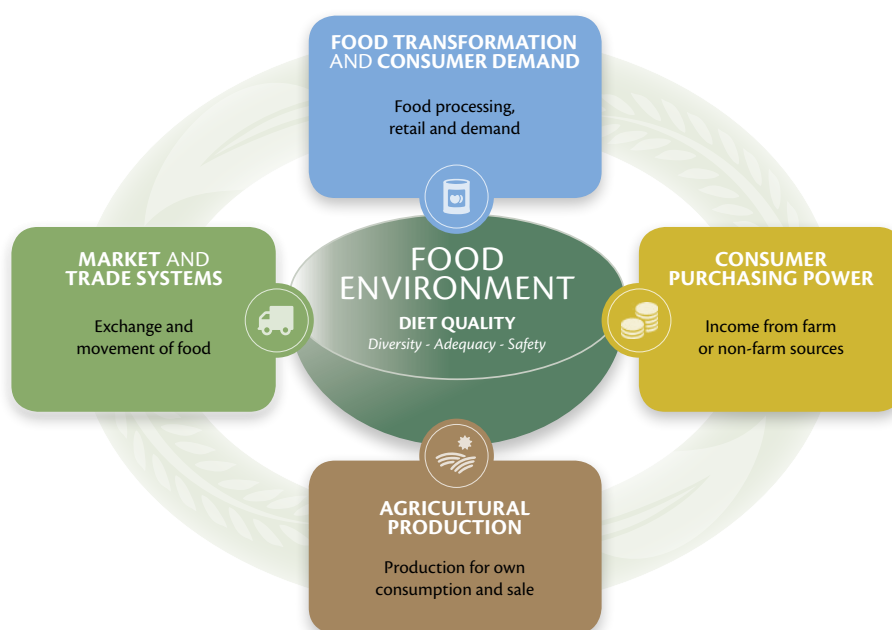 FOOD TRANSFORMATION
AND CONSUMER DEMAND
Food processing,
retail and demand
MARKET AND
TRADE SYSTEMS
Exchange and
movement of food
FOOD
ENVIRONMENT
DIET QUALITY
Diversity - Adequacy - Safety
CONSUMER
PURCHASING POWER
Income from farm
or non-farm sources
AGRICULTURAL
PRODUCTION
Production for own
consumption and sale